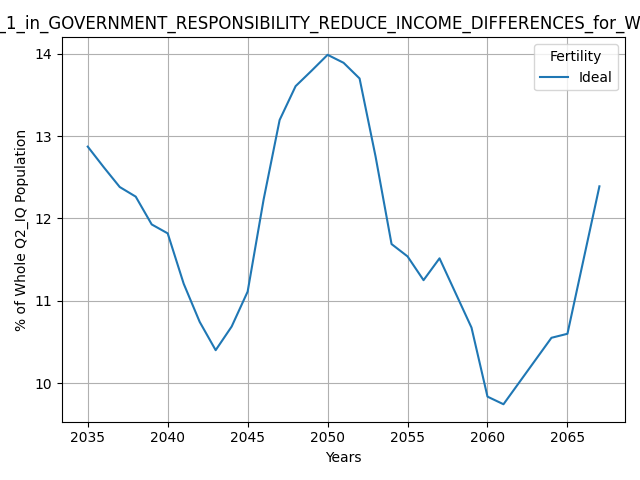 _1_in_GOVERNMENT_RESPONSIBILITY_REDUCE_INCOME_DIFFERENCES_for_W
Fertility
Ideal
% of Whole Q2_IQ Population
14
13
12
11
10
2035 2040 2045 2050 2055 2060 2065
Years